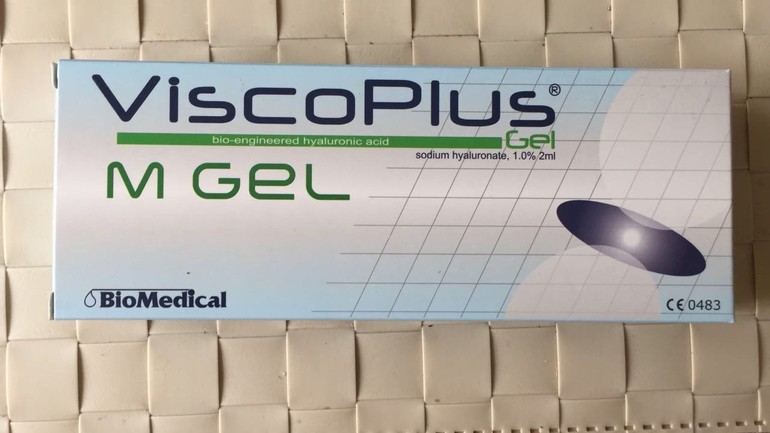 ViscoPlus®
bio-engineered hyaluronic acid Gel
sodium hyaluronate, 1.0% 2ml
M GEL
BioMedical
CE 0483